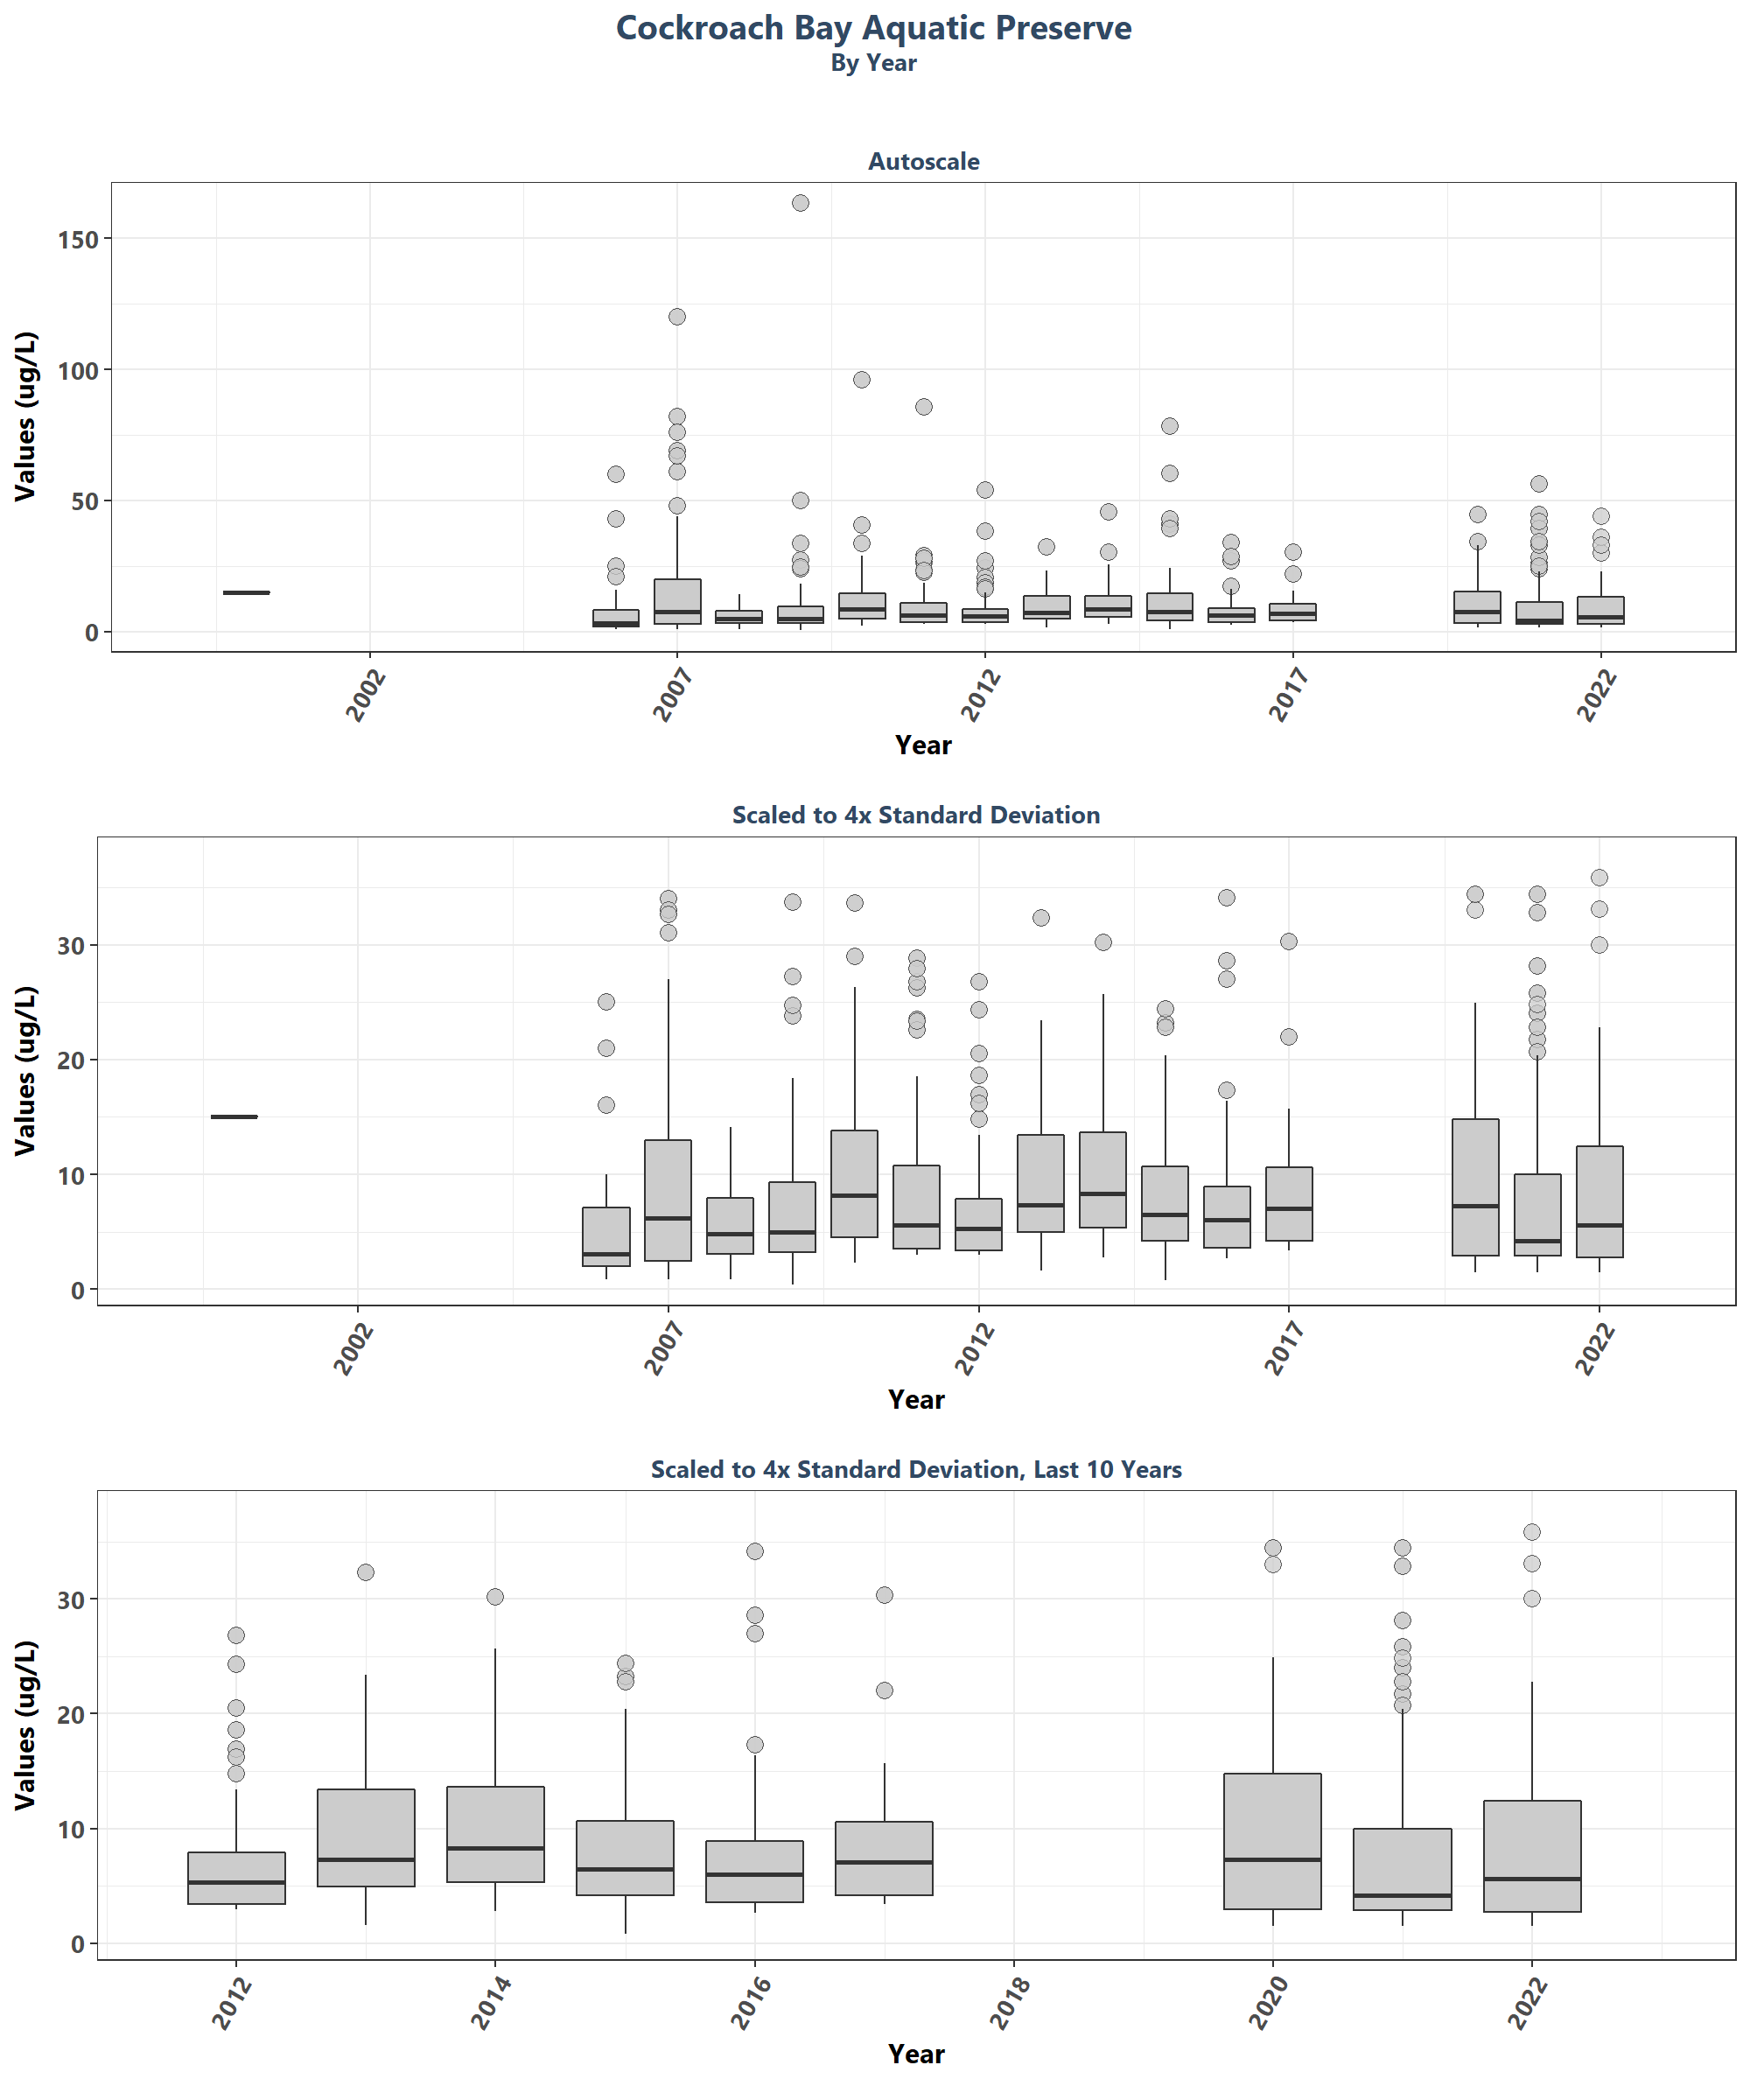 Cockroach Bay Aquatic Preserve
By Year
Autoscale
Values (ug/L)
150
100
50
0
2002
2007
2012
2017
2022
Year
Scaled to 4x Standard Deviation
Values (ug/L)
30
20
10
0
2002
2007
2012
2017
2022
Year
Scaled to 4x Standard Deviation, Last 10 Years
Values (ug/L)
30
20
10
0
2012
2014
2016
2018
2020
2022
Year